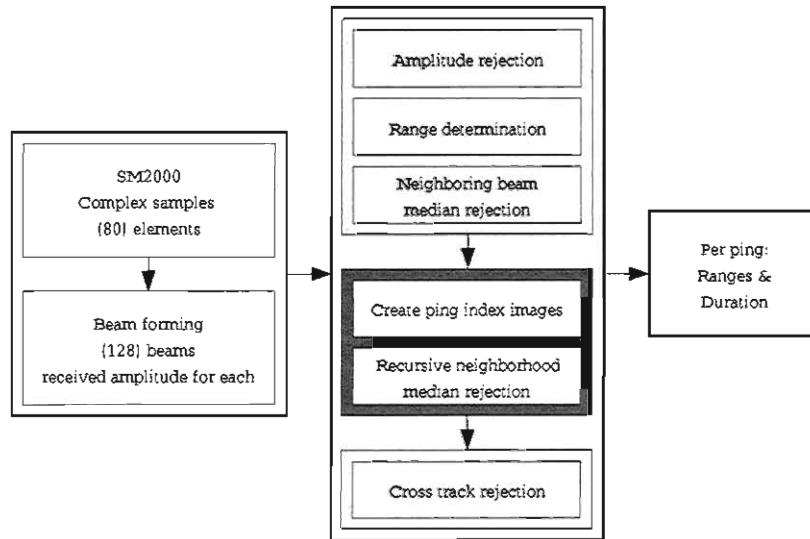 SM2000
Complex samples
(80) elements
Beam forming
(128) beams
received amplitude for each
Amplitude rejection
Range determination
Neighboring beam
median rejection
Create ping index images
Recursive neighborhood
median rejection
Cross track rejection
Per ping:
Ranges &
Duration